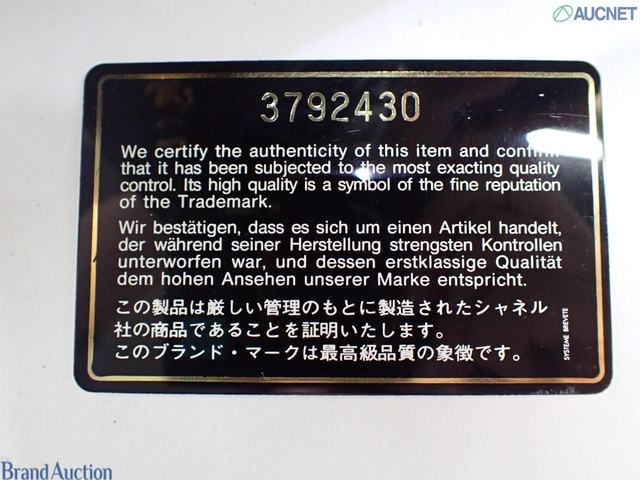 AUCNET
3792430
We certify the authenticity of this item and confirm
that it has been subjected to the most exacting quality
control. Its high quality is a symbol of the fine reputation
of the Trademark.
Wir bestätigen, dass es sich um einen Artikel handelt,
der während seiner Herstellung strengsten Kontrollen
unterworfen war, und dessen erstklassige Qualität
dem hohen Ansehen unserer Marke entspricht.
この製品は厳しい管理のもとに製造されたシャネル
社の商品であることを証明いたします。
このブランド・マークは最高級品質の象徴です。
SYSTEME BREVETE
Brand Auction